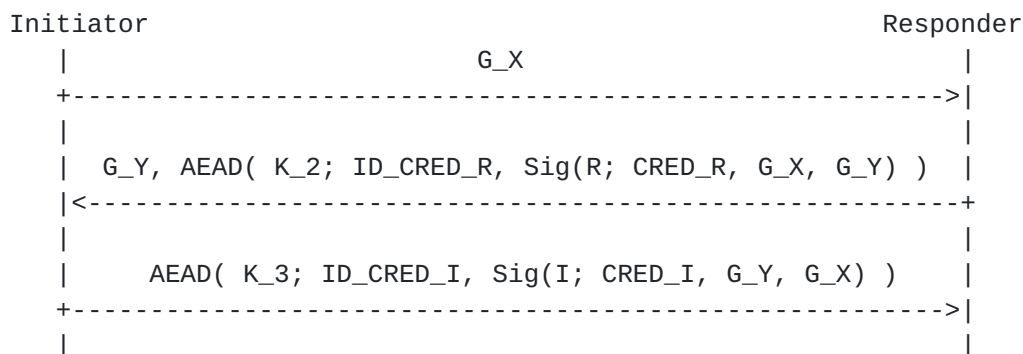 Initiator                                             Responder
   |                          G_X                            |
   +-------------------------------------------------------->|
   |                                                         |
   |  G_Y, AEAD( K_2; ID_CRED_R, Sig(R; CRED_R, G_X, G_Y) )  |
   |<--------------------------------------------------------+
   |                                                         |
   |     AEAD( K_3; ID_CRED_I, Sig(I; CRED_I, G_Y, G_X) )    |
   +-------------------------------------------------------->|
   |                                                         |